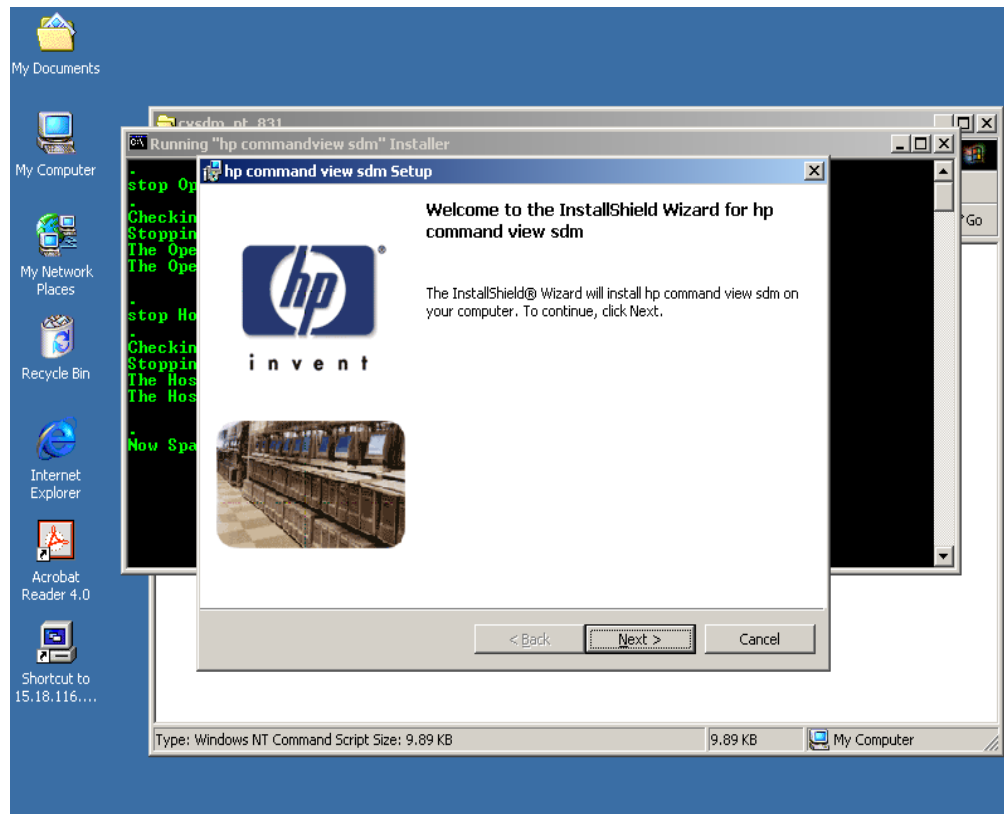 My Documents
My Computer
My Network
Places
Recycle Bin
Internet
Explorer
Acrobat
Reader 4.0
Shortcut to
15.18.116....
cvsdm_nt_831
Running "hp commandview sdm" Installer
Go
.
stop Op
.
Checkin
Stoppin
The Ope
The Ope
.
stop Ho
.
Checkin
Stoppin
The Hos
The Hos
.
Now Spa
hp command view sdm Setup
hp
®
invent
Welcome to the InstallShield Wizard for hp
command view sdm
The InstallShield® Wizard will install hp command view sdm on
your computer. To continue, click Next.
< Back
Next >
Cancel
Type: Windows NT Command Script Size: 9.89 KB
9.89 KB
My Computer